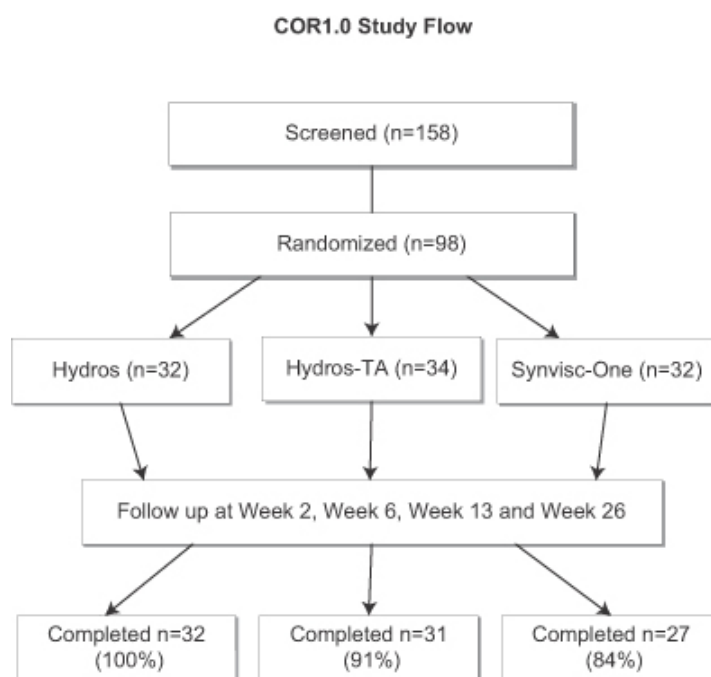 COR1.0 Study Flow
Screened (n=158)
Randomized (n=98)
Hydros (n=32)
Hydros-TA (n=34)
Synvisc-One (n=32)
Follow up at Week 2, Week 6, Week 13 and Week 26
Completed n=32
(100%)
Completed n=31
(91%)
Completed n=27
(84%)